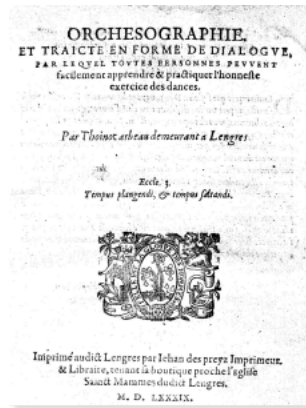 ORCHESOGRAPHIE.
ET TRAICTE EN FORME DE DIALOGVE,
PAR LEQVEL TOVTES PERSONNES PEVVENT
facilement apprendre & practiquer l'honneste
exercice des dances.
Par Thoinot arbeau demeurant a Lengres.
Eccle. 3.
Tempus plangendi, & tempus saltandi.
Imprimé audict Lengres par Iehan des preyz Imprimeur
& Libraire, tenant sa boutique proche l'eglise
Sainct Mammes dudict Lengres.
M. D. LXXXIX.